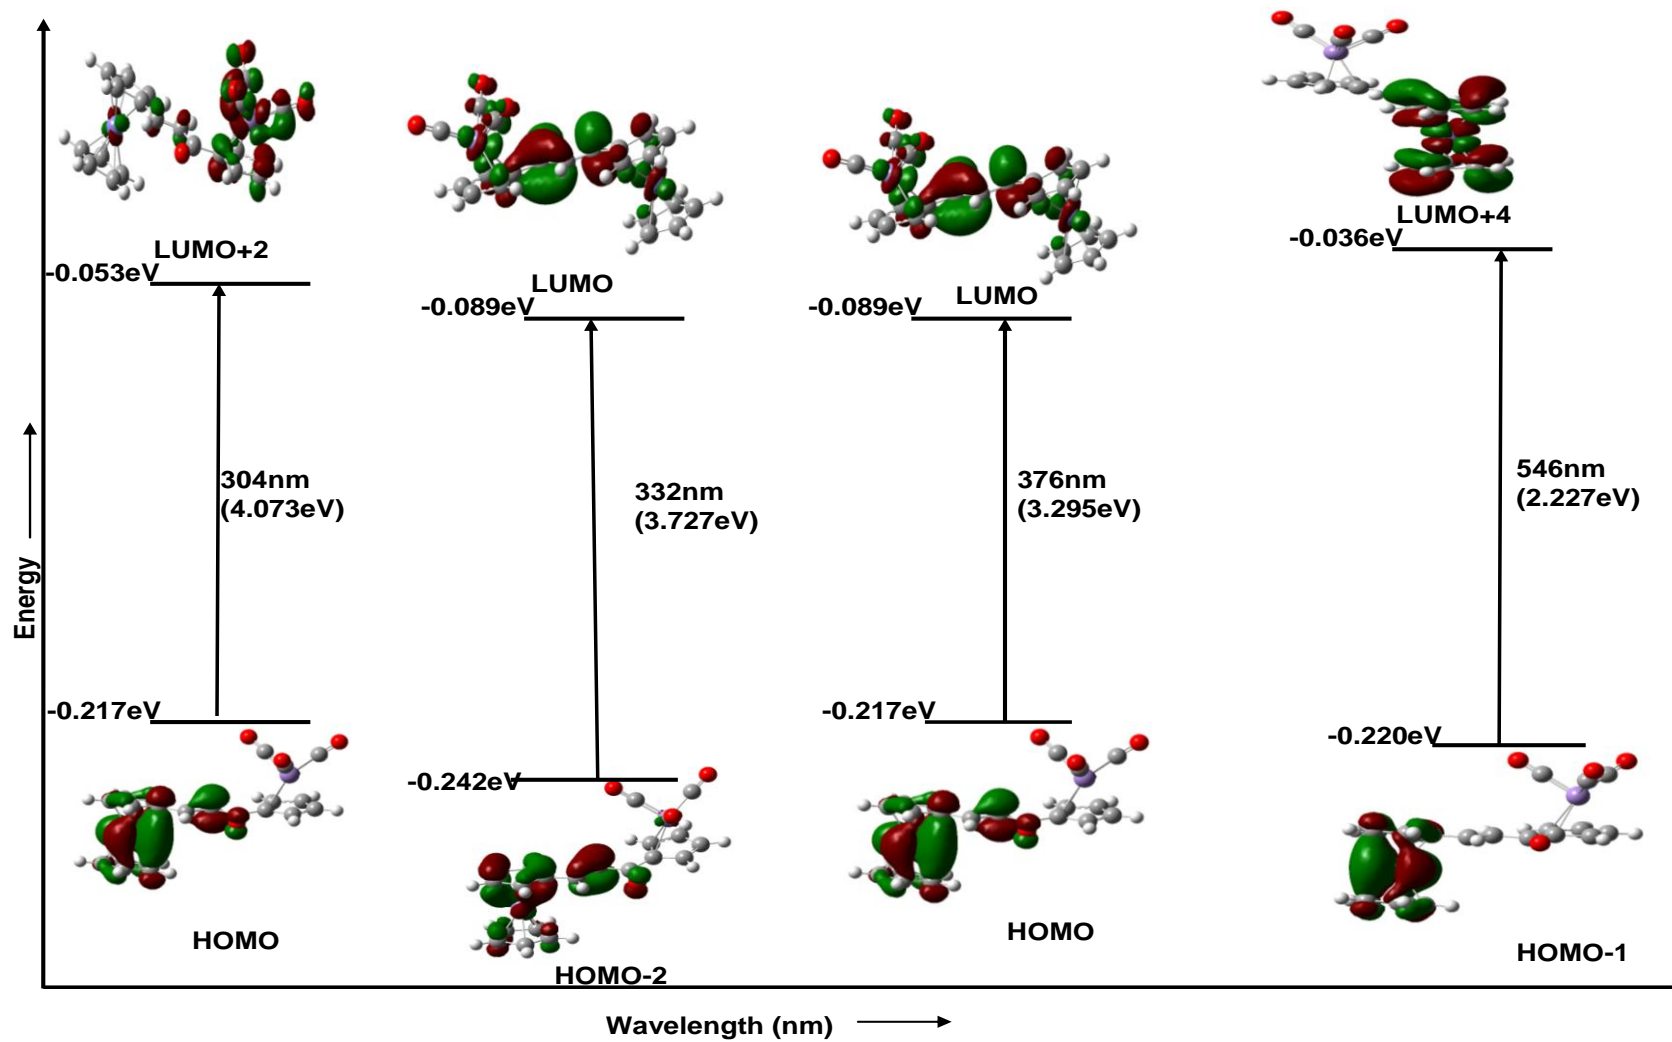 LUMO+2
-0.053eV
304nm
(4.073eV)
-0.217eV
HOMO
LUMO
-0.089eV
332nm
(3.727eV)
-0.242eV
HOMO-2
LUMO
-0.089eV
376nm
(3.295eV)
-0.217eV
HOMO
LUMO+4
-0.036eV
546nm
(2.227eV)
-0.220eV
HOMO-1
Energy
Wavelength (nm)